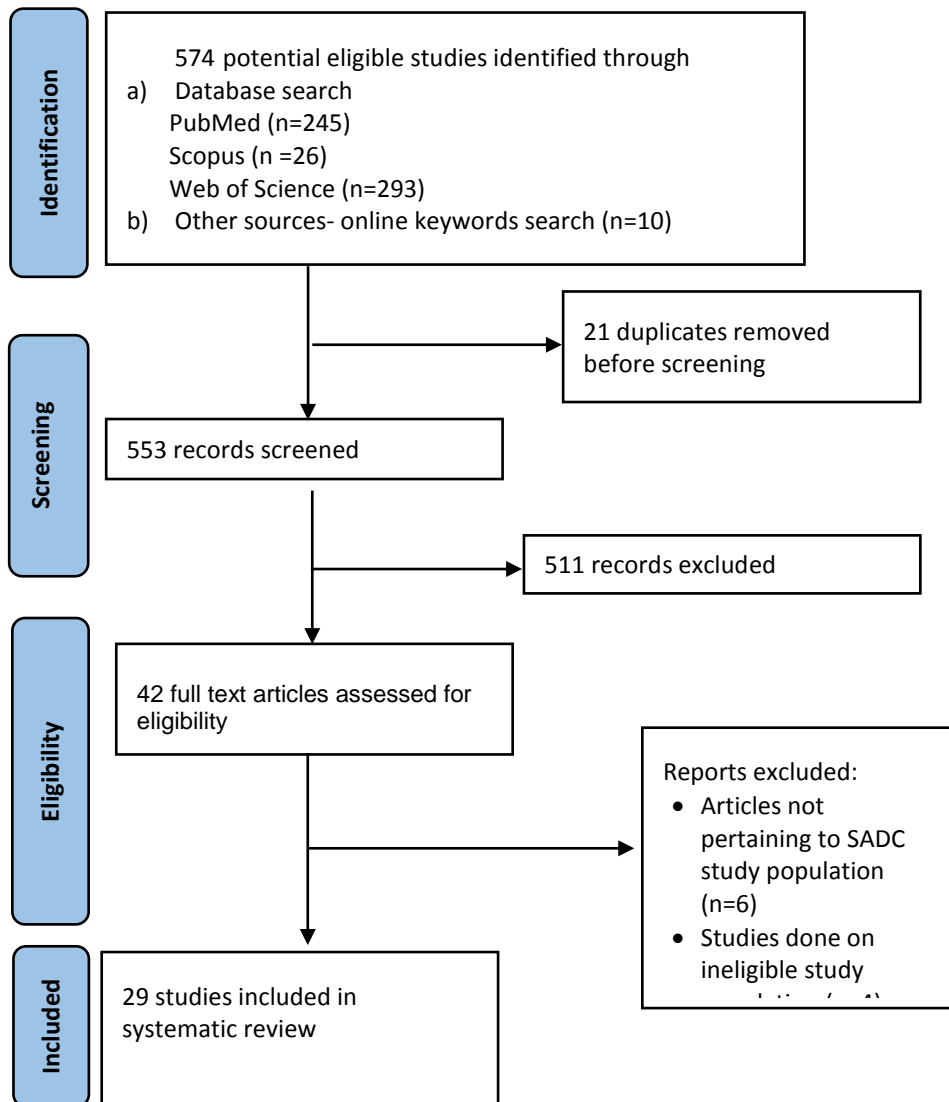 Identification
574 potential eligible studies identified through
a) Database search
PubMed (n=245)
Scopus (n =26)
Web of Science (n=293)
b) Other sources- online keywords search (n=10)
21 duplicates removed
before screening
Screening
553 records screened
511 records excluded
Eligibility
42 full text articles assessed for
eligibility
Reports excluded:
• Articles not
pertaining to SADC
study population
(n=6)
• Studies done on
ineligible study
Included
29 studies included in
systematic review